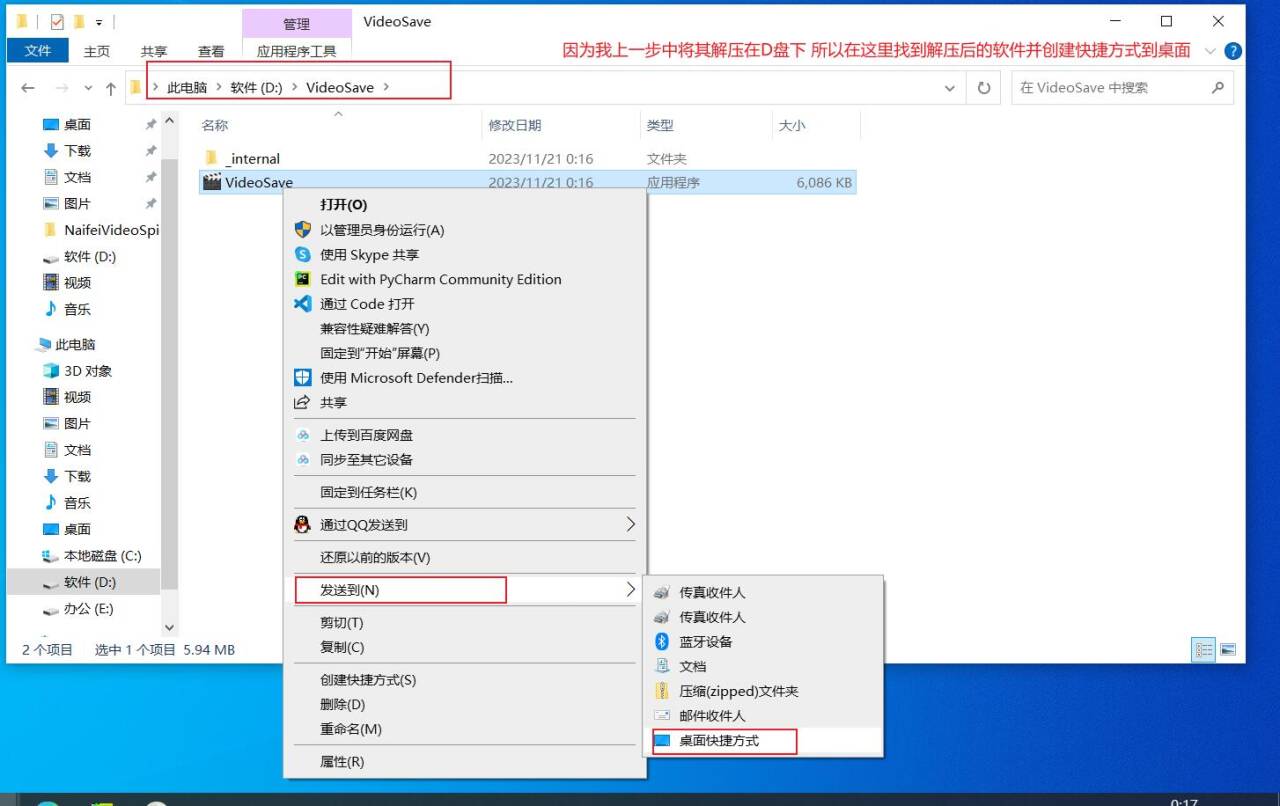 管理
VideoSave
文件
主页
共享
查看
应用程序工具
因为我上一步中将其解压在D盘下 所以在这里找到解压后的软件并创建快捷方式到桌面
此电脑 > 软件 (D:) > VideoSave >
在 VideoSave 中搜索
名称
修改日期
类型
大小
_internal
2023/11/21 0:16
文件夹
VideoSave
2023/11/21 0:16
应用程序
6,086 KB
桌面
下载
文档
图片
NaifeiVideoSpi
软件 (D:)
视频
音乐
此电脑
3D 对象
视频
图片
文档
下载
音乐
桌面
本地磁盘 (C:)
软件 (D:)
办公 (E:)
打开(O)
以管理员身份运行(A)
使用 Skype 共享
Edit with PyCharm Community Edition
通过 Code 打开
兼容性疑难解答(Y)
固定到"开始"屏幕(P)
使用 Microsoft Defender扫描...
共享
上传到百度网盘
同步至其它设备
固定到任务栏(K)
通过QQ发送到
还原以前的版本(V)
发送到(N)
剪切(T)
复制(C)
创建快捷方式(S)
删除(D)
重命名(M)
属性(R)
传真收件人
传真收件人
蓝牙设备
文档
压缩(zipped)文件夹
邮件收件人
桌面快捷方式
2 个项目
选中 1 个项目 5.94 MB
0:17